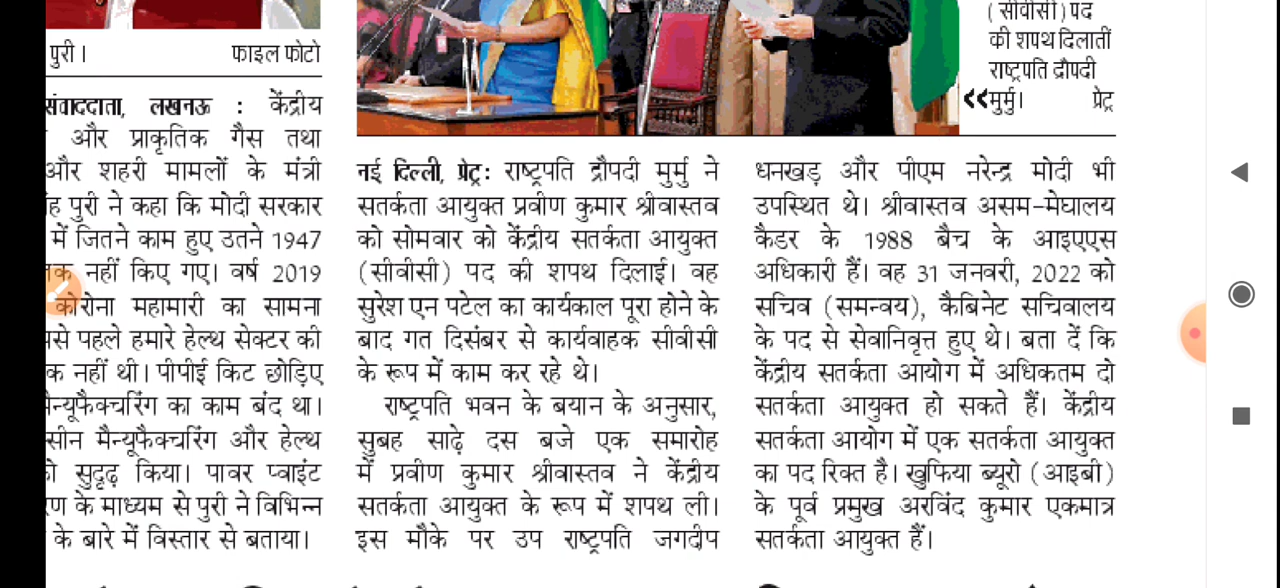 पुरी।
फाइल फोटो
संवाददाता, लखनऊ : केंद्रीय
और प्राकृतिक गैस तथा
और शहरी मामलों के मंत्री
पुरी ने कहा कि मोदी सरकार
में जितने काम हुए उतने 1947
नहीं किए गए। वर्ष 2019
कोरोना महामारी का सामना
पहले हमारे हेल्थ सेक्टर की
नहीं थी। पीपीई किट छोड़िए
मैन्यूफैक्चरिंग का काम बंद था।
मैन्यूफैक्चरिंग और हेल्थ
सुदृढ़ किया। पावर प्वाइंट
के माध्यम से पुरी ने विभिन्न
के बारे में विस्तार से बताया।
(सीवीसी) पद
की शपथ दिलातीं
राष्ट्रपति द्रौपदी
<<मुर्मु। प्रेट्र
नई दिल्ली, प्रेट्र: राष्ट्रपति द्रौपदी मुर्मु ने
सतर्कता आयुक्त प्रवीण कुमार श्रीवास्तव
को सोमवार को केंद्रीय सतर्कता आयुक्त
(सीवीसी) पद की शपथ दिलाई। वह
सुरेश एन पटेल का कार्यकाल पूरा होने के
बाद गत दिसंबर से कार्यवाहक सीवीसी
के रूप में काम कर रहे थे।
राष्ट्रपति भवन के बयान के अनुसार,
सुबह साढ़े दस बजे एक समारोह
में प्रवीण कुमार श्रीवास्तव ने केंद्रीय
सतर्कता आयुक्त के रूप में शपथ ली।
इस मौके पर उप राष्ट्रपति जगदीप
धनखड़ और पीएम नरेन्द्र मोदी भी
उपस्थित थे। श्रीवास्तव असम-मेघालय
कैडर के 1988 बैच के आइएएस
अधिकारी हैं। वह 31 जनवरी, 2022 को
सचिव (समन्वय), कैबिनेट सचिवालय
के पद से सेवानिवृत्त हुए थे। बता दें कि
केंद्रीय सतर्कता आयोग में अधिकतम दो
सतर्कता आयुक्त हो सकते हैं। केंद्रीय
सतर्कता आयोग में एक सतर्कता आयुक्त
का पद रिक्त है। खुफिया ब्यूरो (आइबी)
के पूर्व प्रमुख अरविंद कुमार एकमात्र
सतर्कता आयुक्त हैं।